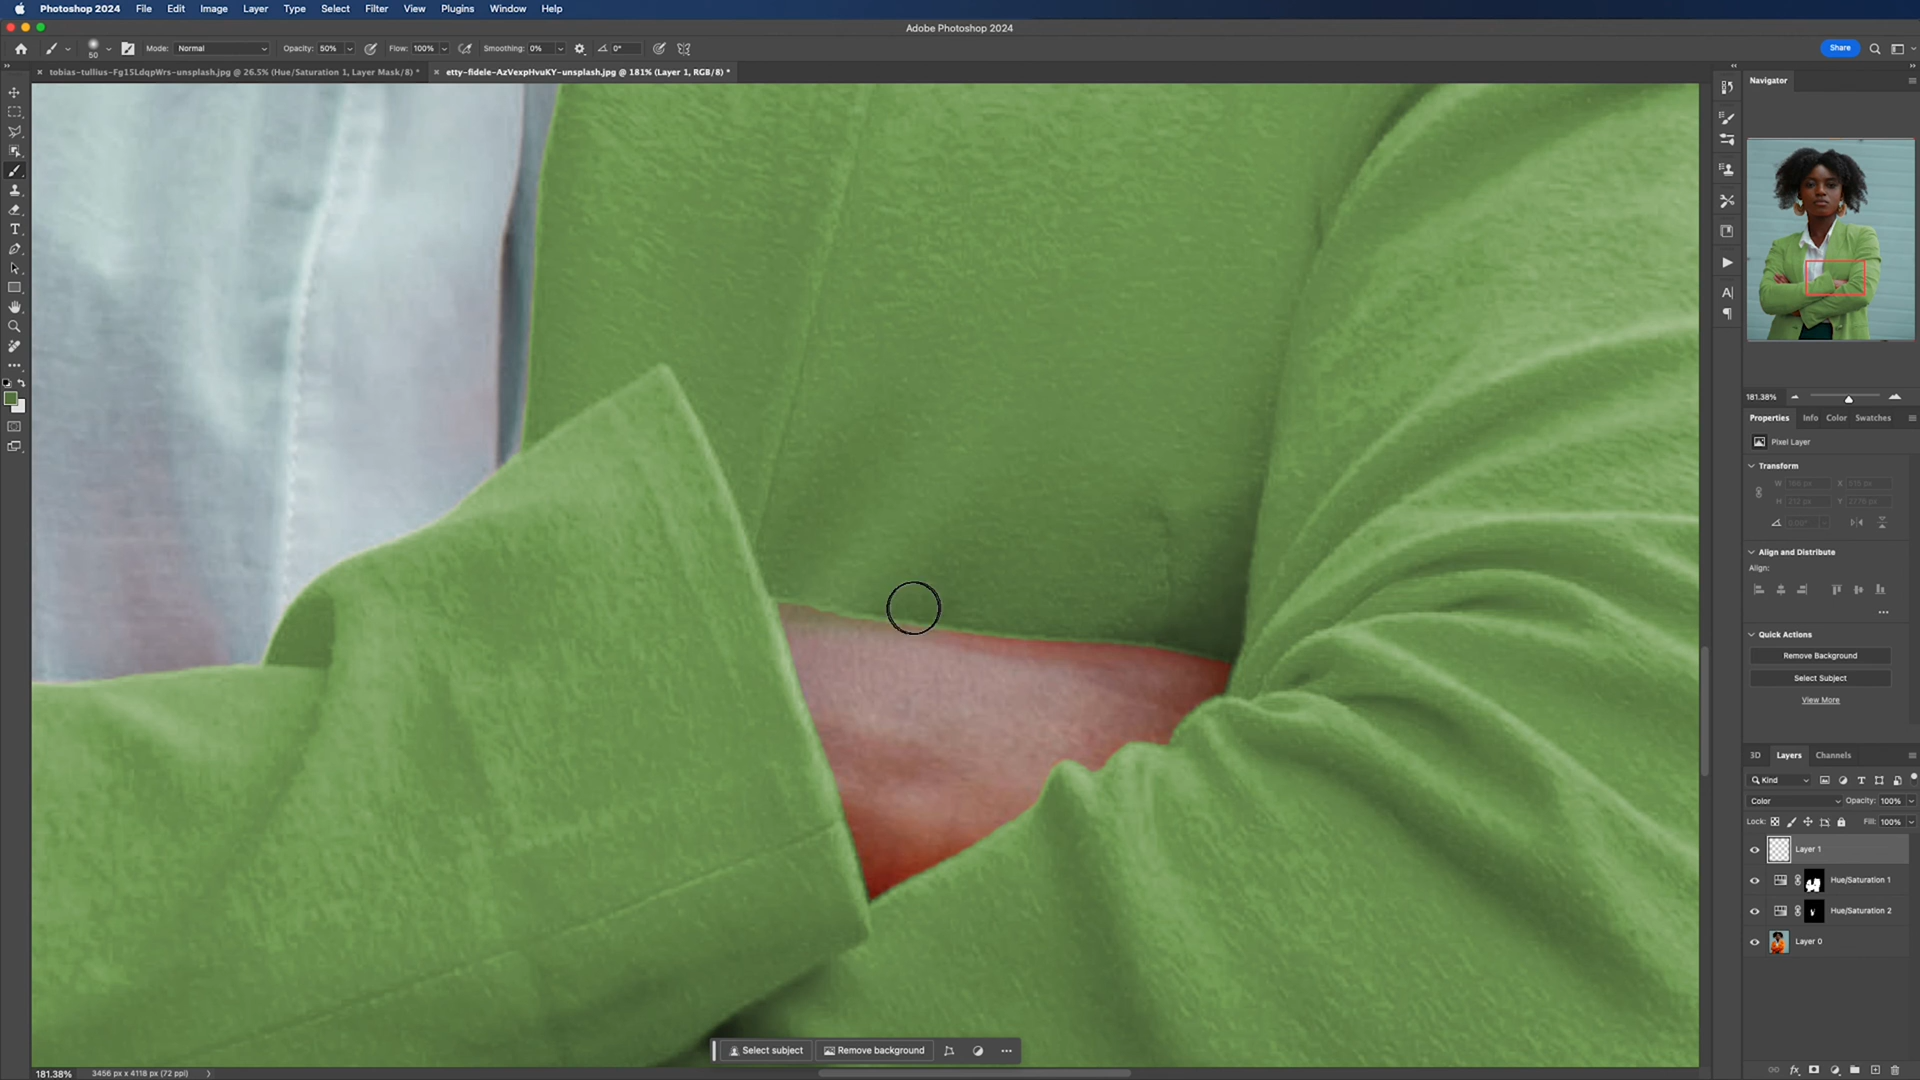 Photoshop 2024 File Edit Image Layer Type Select Filter View Plugins Window Help
Adobe Photoshop 2024
50 Mode: Normal Opacity: 50% Flow: 100% Smoothing: 0% 0° Share
tobias-tullius-Fg15LdqpWrs-unsplash.jpg @ 26.5% (Hue/Saturation 1, Layer Mask/8) * etty-fidele-AzVexpHvuKY-unsplash.jpg @ 181% (Layer 1, RGB/8) *
Navigator
181.38%
Properties Info Color Swatches
Pixel Layer
Transform
W X
H Y
0.00°
Align and Distribute
Align:
Quick Actions
Remove Background
Select Subject
View More
3D Layers Channels
Kind
Color Opacity: 100%
Lock: Fill: 100%
Layer 1
Hue/Saturation 1
Hue/Saturation 2
Layer 0
Select subject Remove background
181.38% 3456 px x 4118 px (72 ppi)